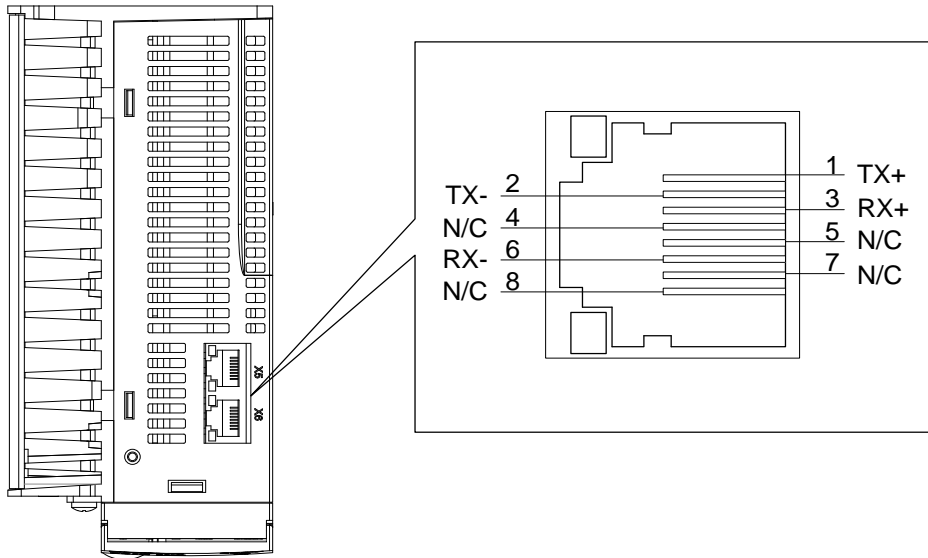 1 TX+
TX- 2
3 RX+
N/C 4
5 N/C
RX- 6
7 N/C
N/C 8
X5
X6